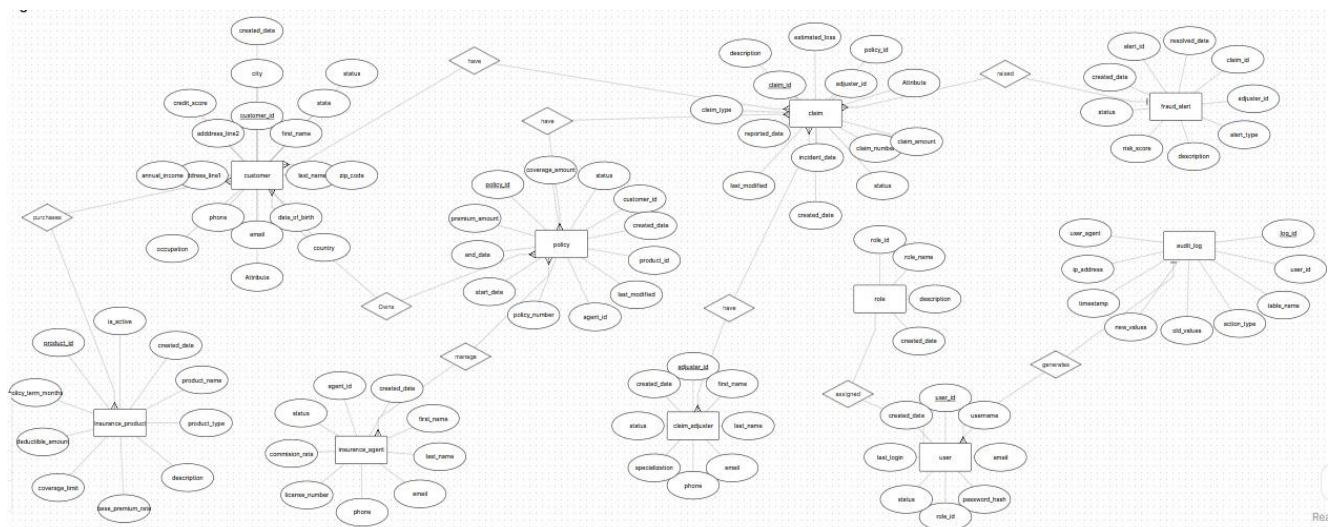 created_date
city
status
credit_score
state
customer_id
adddress_line2
first_name
annual_income
ddress_line1
customer
last_name
zip_code
phone
date_of_birth
email
occupation
country
Attribute
purchases
Owns
have
have
description
estimated_loss
policy_id
claim_id
adjuster_id
Attribute
claim_type
claim
reported_date
claim_number
claim_amount
incident_date
last_modified
status
created_date
raised
alert_id
resolved_date
created_date
claim_id
status
fraud_alert
adjuster_id
alert_type
risk_score
description
coverage_amount
status
policy_id
customer_id
premium_amount
created_date
policy
end_date
product_id
start_date
last_modified
policy_number
agent_id
manage
have
role_id
role_name
role
description
created_date
assigned
user_agent
log_id
audit_log
ip_address
user_id
timestamp
table_name
new_values
old_values
action_type
generates
is_active
product_id
created_date
product_name
olicy_term_months
insurance_product
product_type
deductible_amount
description
coverage_limit
base_premium_rate
agent_id
created_date
status
first_name
insurance_agent
commision_rate
last_name
license_number
email
phone
adjuster_id
created_date
first_name
status
claim_adjuster
last_name
specialization
email
phone
user_id
created_date
username
last_login
user
email
status
password_hash
role_id
Rea